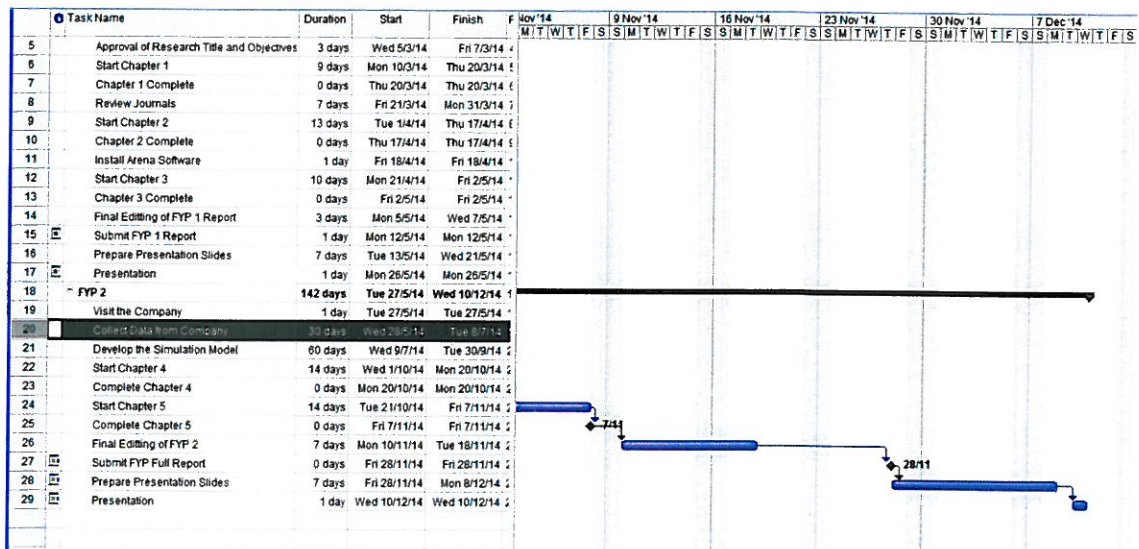 Task Name Duration Start Finish F Nov '14 9 Nov '14 16 Nov '14 23 Nov '14 30 Nov '14 7 Dec '14
M T W T F S S M T W T F S S M T W T F S S M T W T F S S M T W T F S S M T W T F S
5 Approval of Research Title and Objectives 3 days Wed 5/3/14 Fri 7/3/14 4
6 Start Chapter 1 9 days Mon 10/3/14 Thu 20/3/14 5
7 Chapter 1 Complete 0 days Thu 20/3/14 Thu 20/3/14 6
8 Review Journals 7 days Fri 21/3/14 Mon 31/3/14 7
9 Start Chapter 2 13 days Tue 1/4/14 Thu 17/4/14 8
10 Chapter 2 Complete 0 days Thu 17/4/14 Thu 17/4/14 9
11 Install Arena Software 1 day Fri 18/4/14 Fri 18/4/14
12 Start Chapter 3 10 days Mon 21/4/14 Fri 2/5/14
13 Chapter 3 Complete 0 days Fri 2/5/14 Fri 2/5/14
14 Final Editting of FYP 1 Report 3 days Mon 5/5/14 Wed 7/5/14
15 Submit FYP 1 Report 1 day Mon 12/5/14 Mon 12/5/14
16 Prepare Presentation Slides 7 days Tue 13/5/14 Wed 21/5/14
17 Presentation 1 day Mon 26/5/14 Mon 26/5/14
18 FYP 2 142 days Tue 27/5/14 Wed 10/12/14 1
19 Visit the Company 1 day Tue 27/5/14 Tue 27/5/14
20 Collect Data from Company 30 days Wed 28/5/14 Tue 8/7/14
21 Develop the Simulation Model 60 days Wed 9/7/14 Tue 30/9/14 2
22 Start Chapter 4 14 days Wed 1/10/14 Mon 20/10/14 2
23 Complete Chapter 4 0 days Mon 20/10/14 Mon 20/10/14 2
24 Start Chapter 5 14 days Tue 21/10/14 Fri 7/11/14 2
25 Complete Chapter 5 0 days Fri 7/11/14 Fri 7/11/14 2 7/11
26 Final Editting of FYP 2 7 days Mon 10/11/14 Tue 18/11/14 2
27 Submit FYP Full Report 0 days Fri 28/11/14 Fri 28/11/14 2 28/11
28 Prepare Presentation Slides 7 days Fri 28/11/14 Mon 8/12/14 2
29 Presentation 1 day Wed 10/12/14 Wed 10/12/14 2